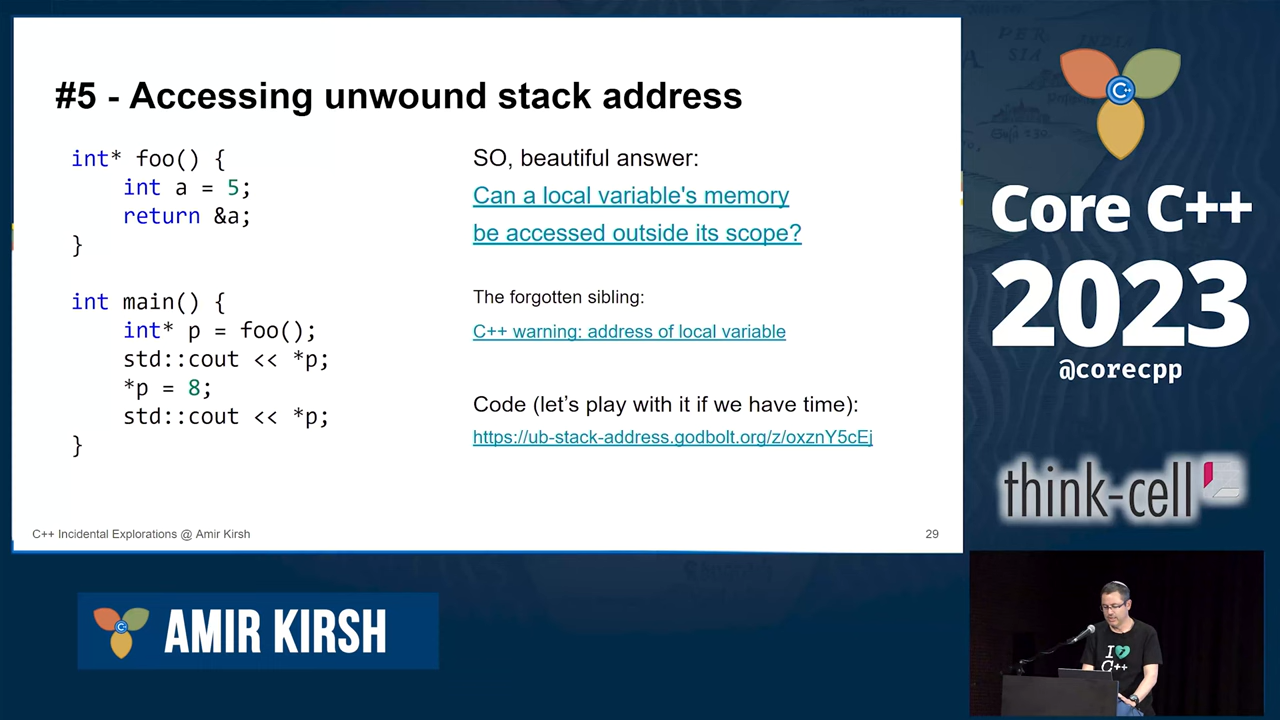 #5 - Accessing unwound stack address
int* foo() {
int a = 5;
return &a;
}
int main() {
int* p = foo();
std::cout << *p;
*p = 8;
std::cout << *p;
}
SO, beautiful answer:
Can a local variable's memory
be accessed outside its scope?
The forgotten sibling:
C++ warning: address of local variable
Code (let's play with it if we have time):
https://ub-stack-address.godbolt.org/z/oxznY5cEj
C++ Incidental Explorations @ Amir Kirsh
29
C++
Core C++
2023
@corecpp
think-cell
C++
AMIR KIRSH
I
C++